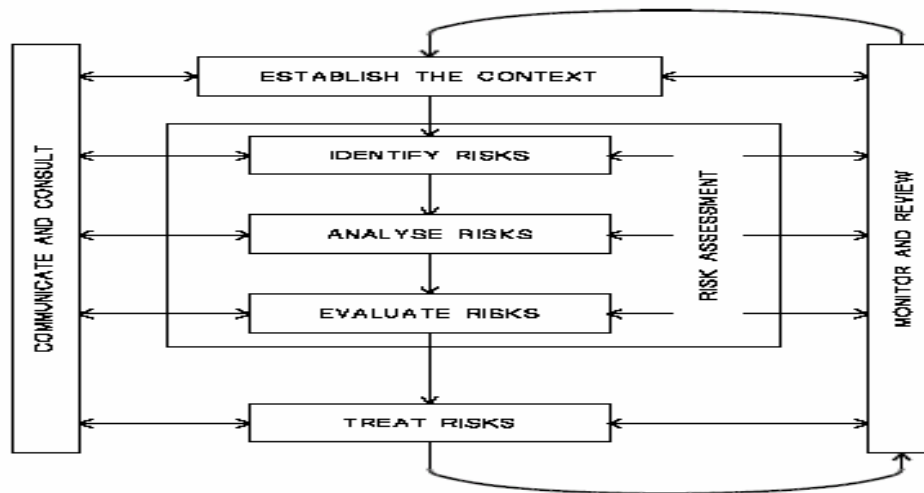 ESTABLISH THE CONTEXT
COMMUNICATE AND CONSULT
IDENTIFY RISKS
ANALYSE RISKS
EVALUATE RISKS
RISK ASSESSMENT
MONITOR AND REVIEW
TREAT RISKS